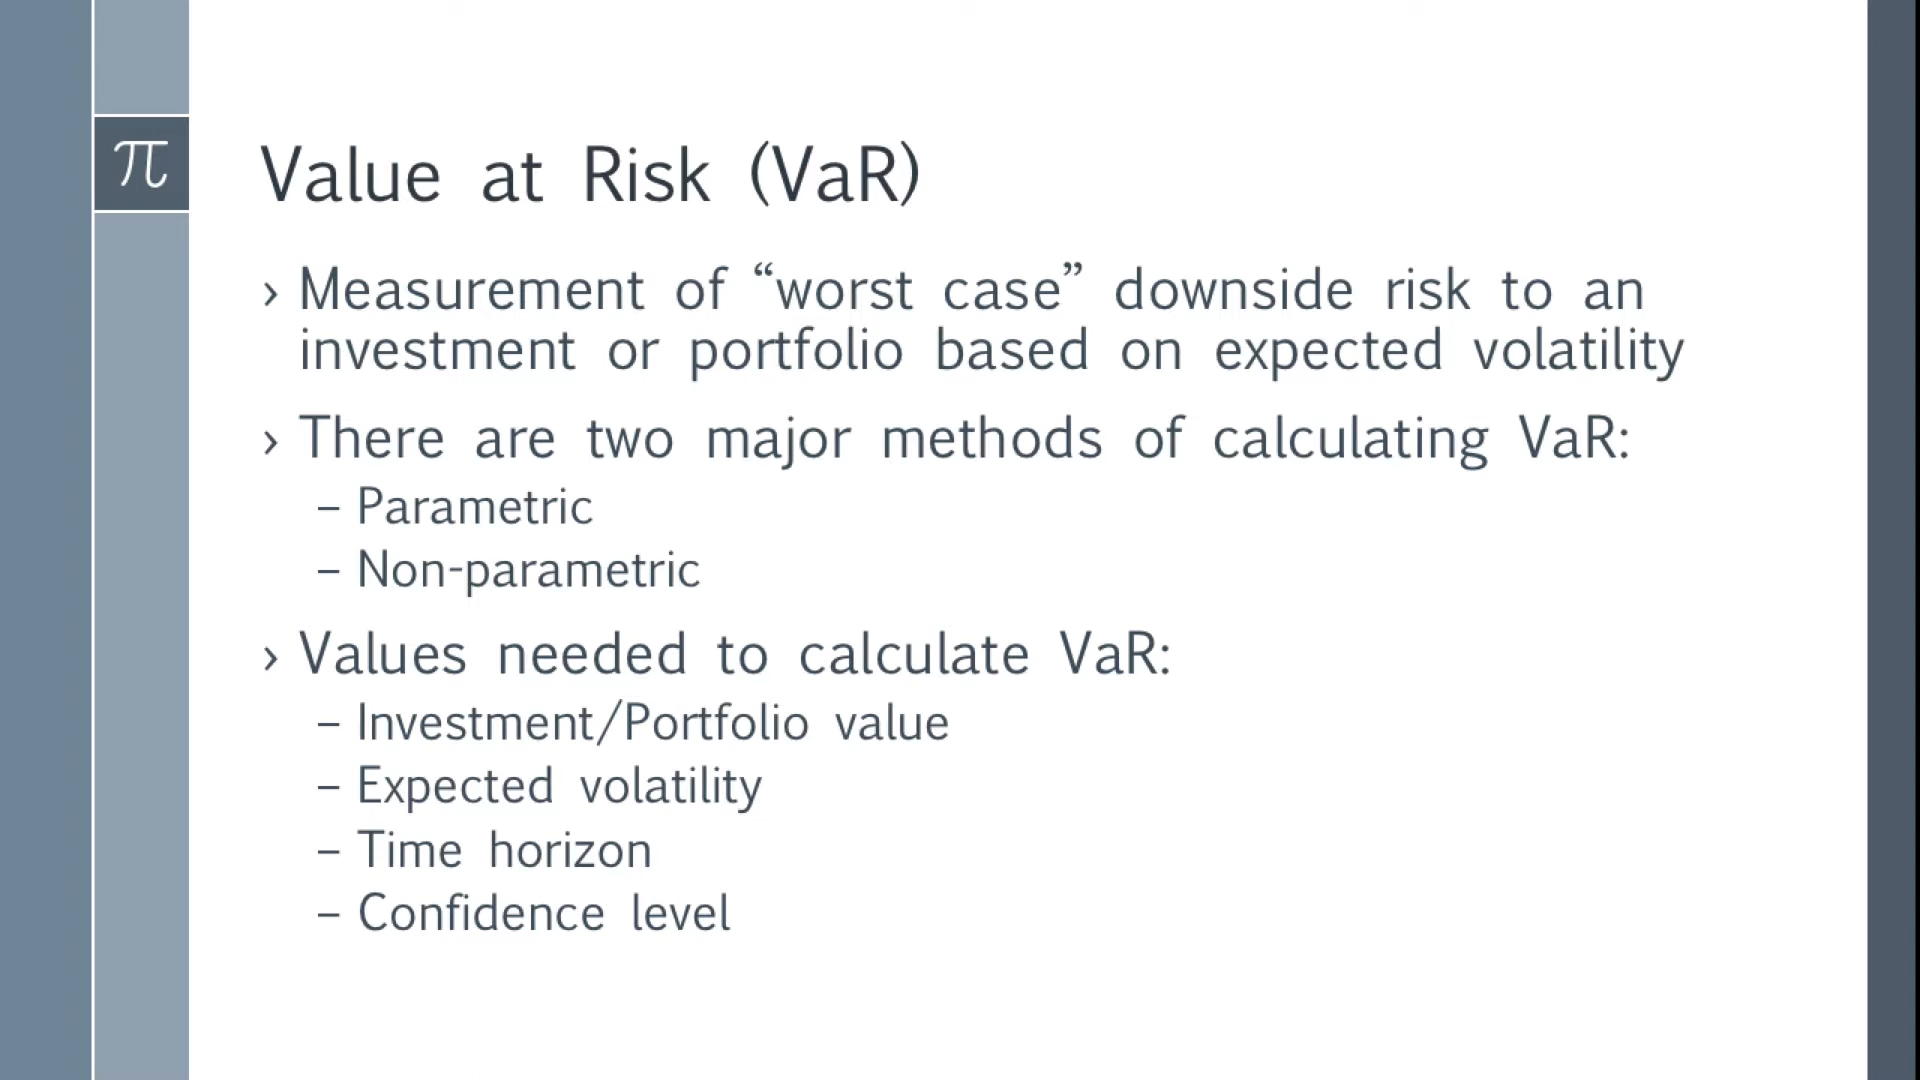 π
Value at Risk (VaR)
› Measurement of “worst case” downside risk to an
investment or portfolio based on expected volatility
› There are two major methods of calculating VaR:
– Parametric
– Non-parametric
› Values needed to calculate VaR:
– Investment/Portfolio value
– Expected volatility
– Time horizon
– Confidence level